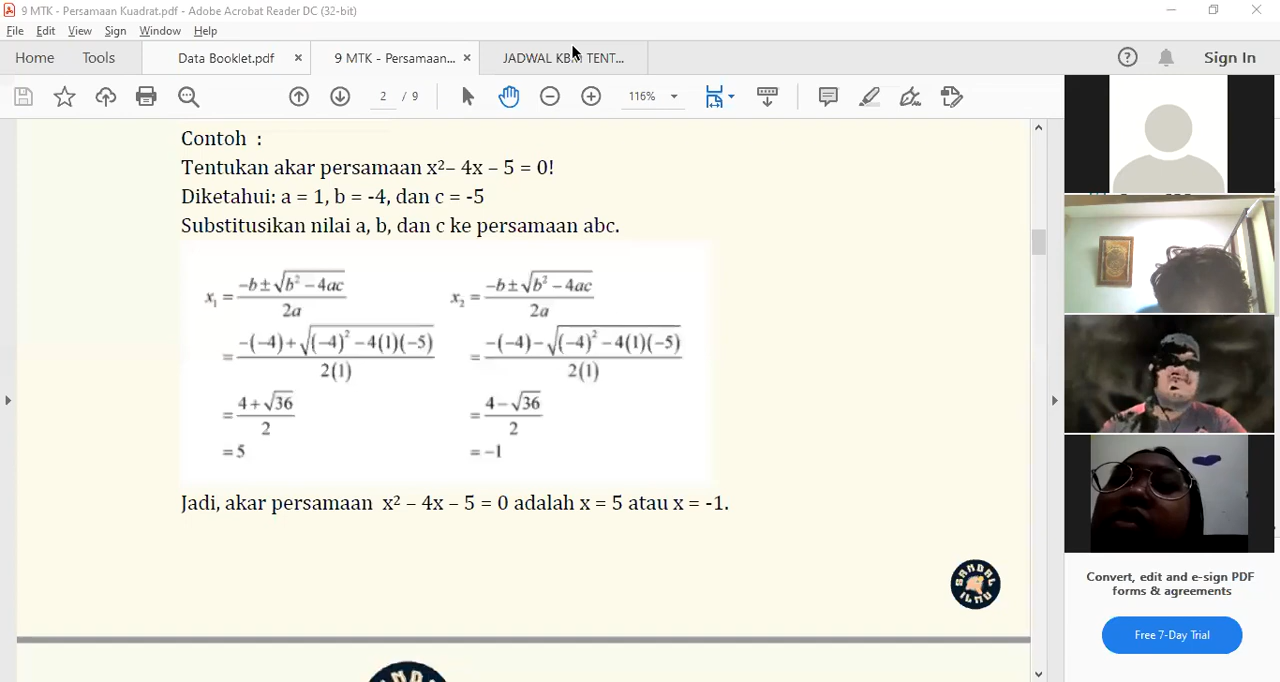 9 MTK - Persamaan Kuadrat.pdf - Adobe Acrobat Reader DC (32-bit)
File Edit View Sign Window Help
Home Tools Data Booklet.pdf × 9 MTK - Persamaan... × JADWAL KBM TENT... Sign In
2 / 9 116%
Contoh :
Tentukan akar persamaan x²– 4x – 5 = 0!
Diketahui: a = 1, b = -4, dan c = -5
Substitusikan nilai a, b, dan c ke persamaan abc.
x₁ = (−b ± √(b² − 4ac)) / 2a x₂ = (−b ± √(b² − 4ac)) / 2a
= (−(−4) + √((−4)² − 4(1)(−5))) / 2(1) = (−(−4) − √((−4)² − 4(1)(−5))) / 2(1)
= (4 + √36) / 2 = (4 − √36) / 2
= 5 = −1
Jadi, akar persamaan x² – 4x – 5 = 0 adalah x = 5 atau x = -1.
SANDAL
ILMU
Convert, edit and e-sign PDF
forms & agreements
Free 7-Day Trial